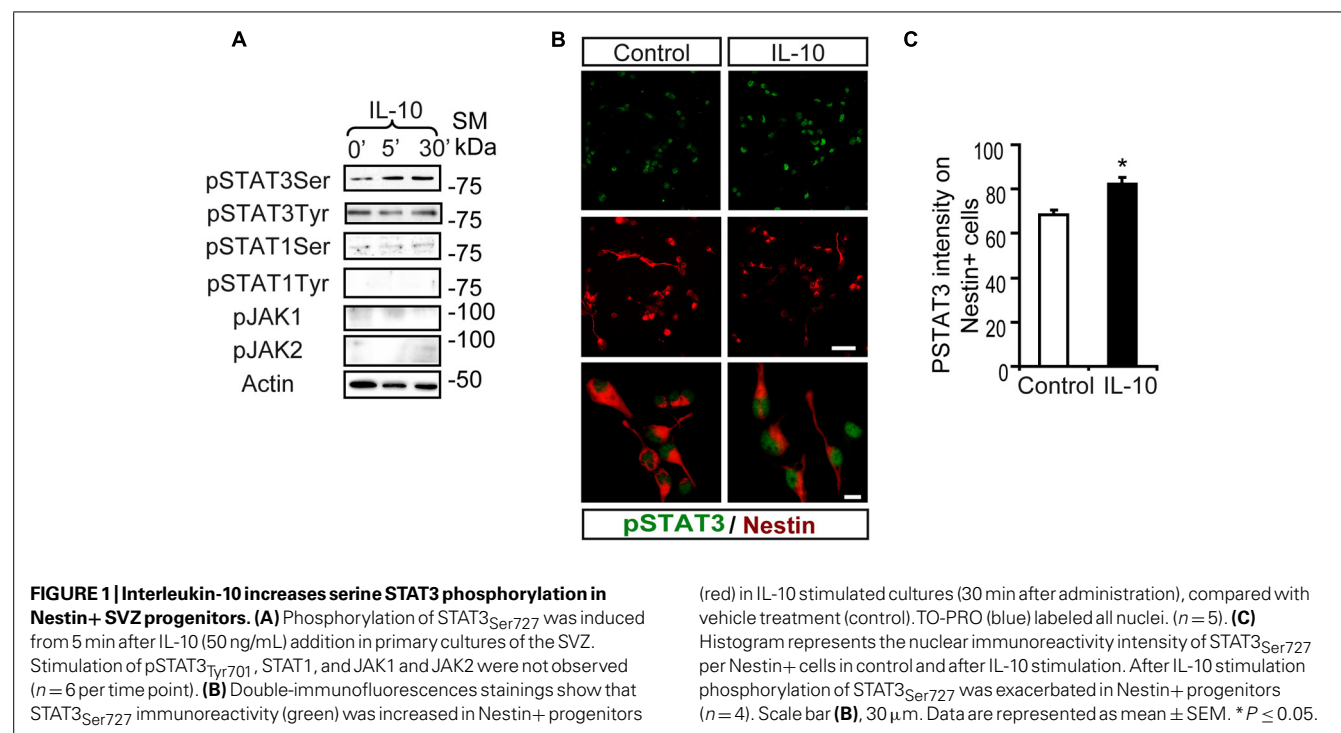 A
IL-10
SM
0' 5' 30' kDa
pSTAT3Ser -75
pSTAT3Tyr -75
pSTAT1Ser -75
pSTAT1Tyr -75
pJAK1 -100
pJAK2 -100
Actin -50
B
Control IL-10
pSTAT3 / Nestin
C
PSTAT3 intensity on
Nestin+ cells
100
80
60
40
20
0
*
Control IL-10
FIGURE 1 | Interleukin-10 increases serine STAT3 phosphorylation in
Nestin+ SVZ progenitors. (A) Phosphorylation of STAT3Ser727 was induced
from 5 min after IL-10 (50 ng/mL) addition in primary cultures of the SVZ.
Stimulation of pSTAT3Tyr701, STAT1, and JAK1 and JAK2 were not observed
(n = 6 per time point). (B) Double-immunofluorescences stainings show that
STAT3Ser727 immunoreactivity (green) was increased in Nestin+ progenitors
(red) in IL-10 stimulated cultures (30 min after administration), compared with
vehicle treatment (control). TO-PRO (blue) labeled all nuclei. (n = 5). (C)
Histogram represents the nuclear immunoreactivity intensity of STAT3Ser727
per Nestin+ cells in control and after IL-10 stimulation. After IL-10 stimulation
phosphorylation of STAT3Ser727 was exacerbated in Nestin+ progenitors
(n = 4). Scale bar (B), 30 μm. Data are represented as mean ± SEM. *P ≤ 0.05.